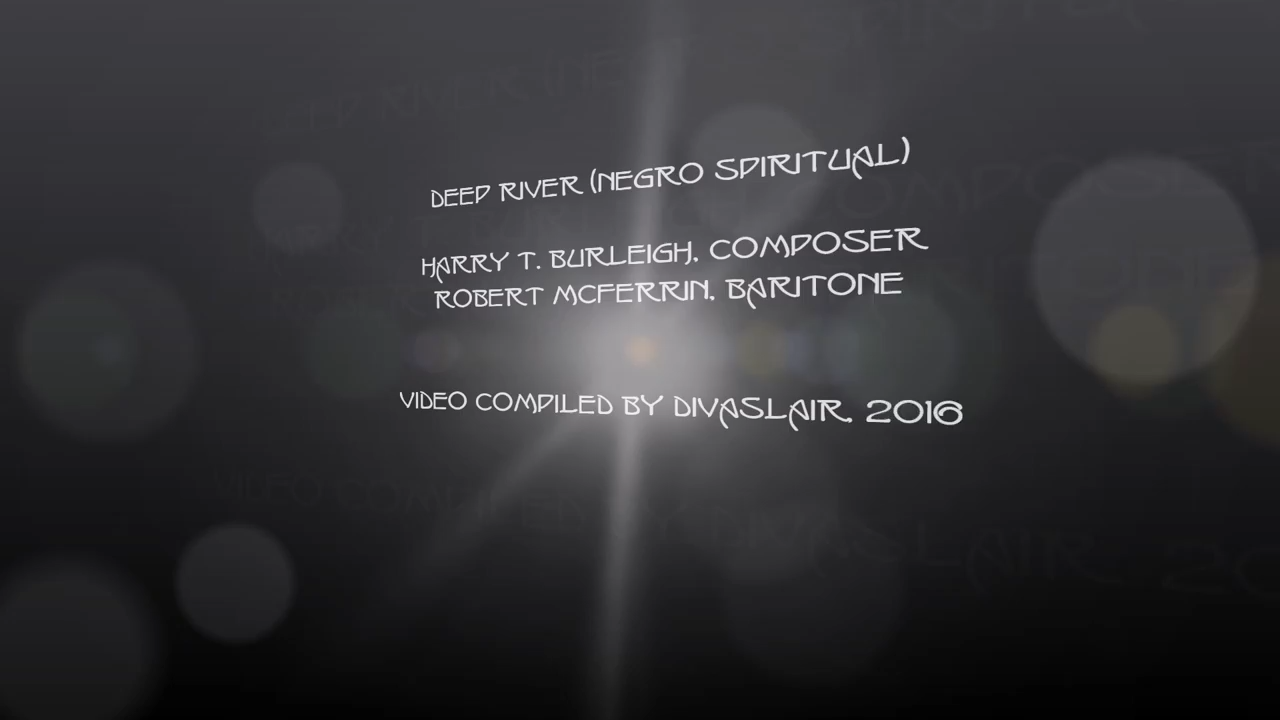 DEEP RIVER (NEGRO SPIRITUAL)
HARRY T. BURLEIGH, COMPOSER
ROBERT MCFERRIN, BARITONE
VIDEO COMPILED BY DIVASLAIR, 2016